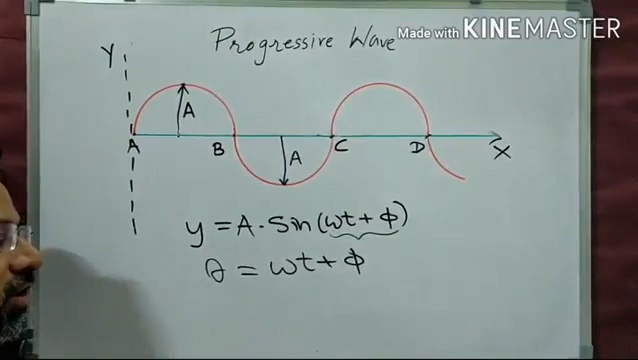 Progressive Wave
Made with KINEMASTER
Y
A
A
A
B
C
D
X
y = A · Sin (ωt + φ)
θ = ωt + φ